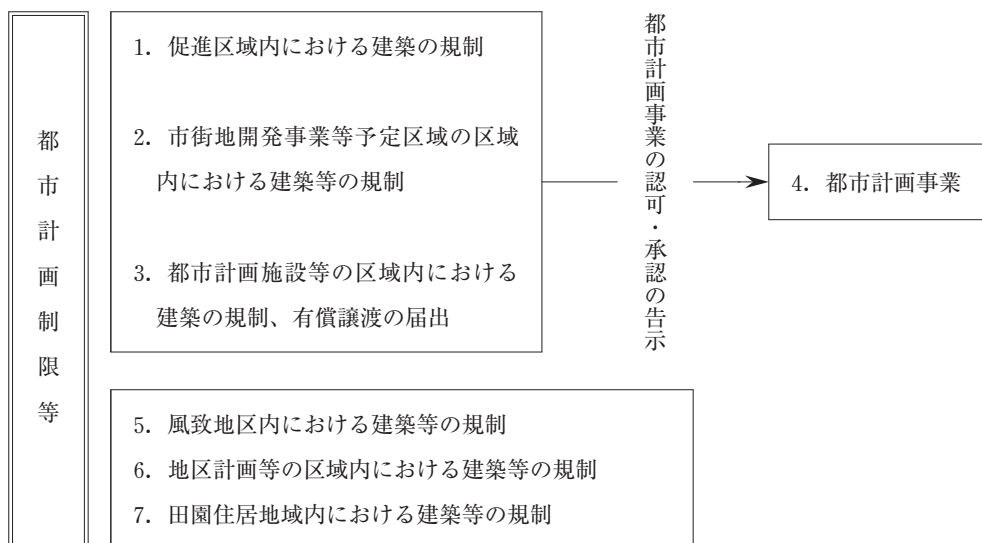 都市計画制限等
1. 促進区域内における建築の規制
2. 市街地開発事業等予定区域の区域
内における建築等の規制
3. 都市計画施設等の区域内における
建築の規制、有償譲渡の届出
都市計画事業の認可・承認の告示
4. 都市計画事業
5. 風致地区内における建築等の規制
6. 地区計画等の区域内における建築等の規制
7. 田園住居地域内における建築等の規制